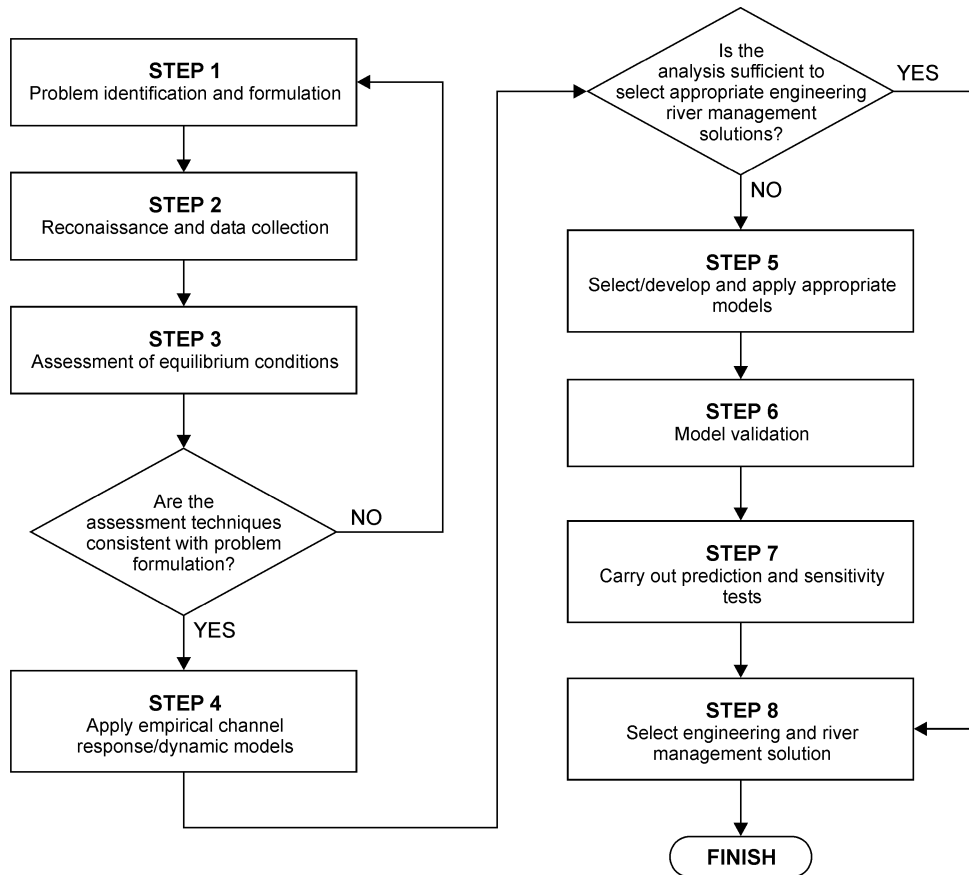 STEP 1
Problem identification and formulation
STEP 2
Reconaissance and data collection
STEP 3
Assessment of equilibrium conditions
Are the
assessment techniques
consistent with problem
formulation?
NO
YES
STEP 4
Apply empirical channel
response/dynamic models
Is the
analysis sufficient to
select appropriate engineering
river management
solutions?
YES
NO
STEP 5
Select/develop and apply appropriate
models
STEP 6
Model validation
STEP 7
Carry out prediction and sensitivity
tests
STEP 8
Select engineering and river
management solution
FINISH